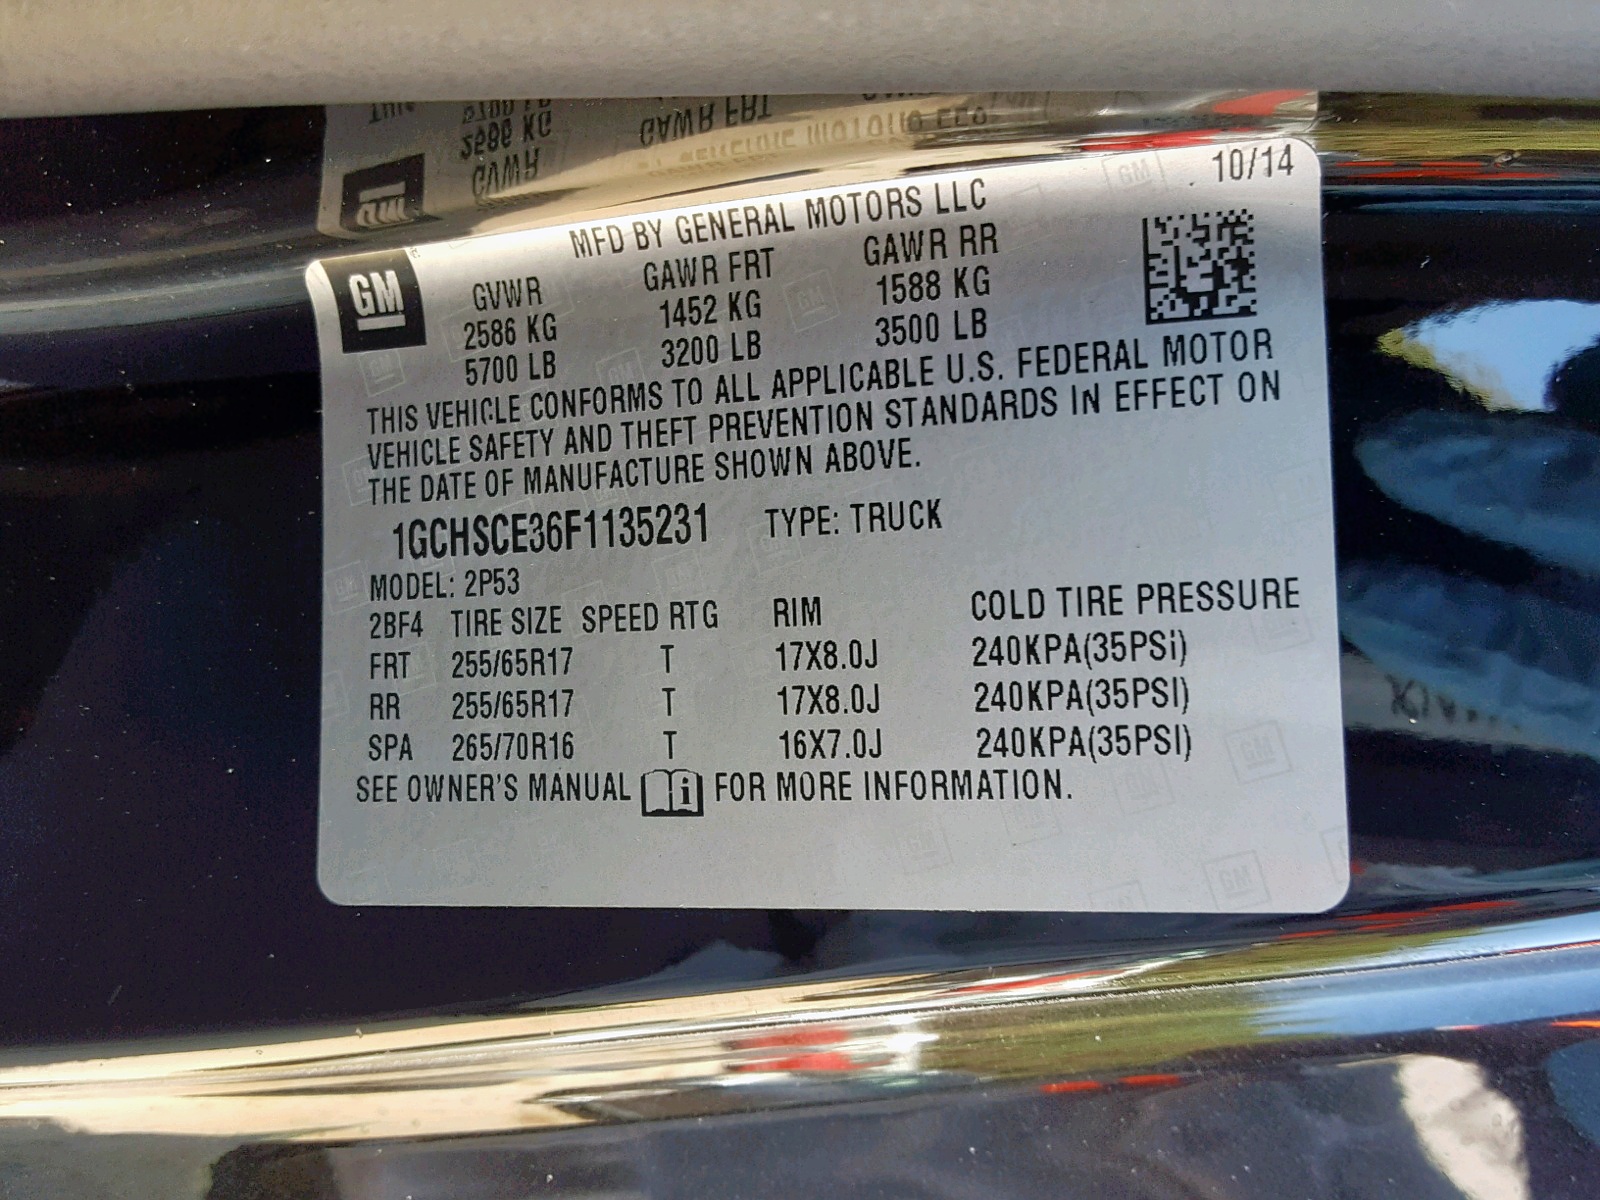 10/14
MFD BY GENERAL MOTORS LLC
GM
GVWR GAWR FRT GAWR RR
2586 KG 1452 KG 1588 KG
5700 LB 3200 LB 3500 LB
THIS VEHICLE CONFORMS TO ALL APPLICABLE U.S. FEDERAL MOTOR
VEHICLE SAFETY AND THEFT PREVENTION STANDARDS IN EFFECT ON
THE DATE OF MANUFACTURE SHOWN ABOVE.
1GCHSCE36F1135231 TYPE: TRUCK
MODEL: 2P53
2BF4 TIRE SIZE SPEED RTG RIM COLD TIRE PRESSURE
FRT 255/65R17 T 17X8.0J 240KPA(35PSi)
RR 255/65R17 T 17X8.0J 240KPA(35PSI)
SPA 265/70R16 T 16X7.0J 240KPA(35PSI)
SEE OWNER'S MANUAL FOR MORE INFORMATION.